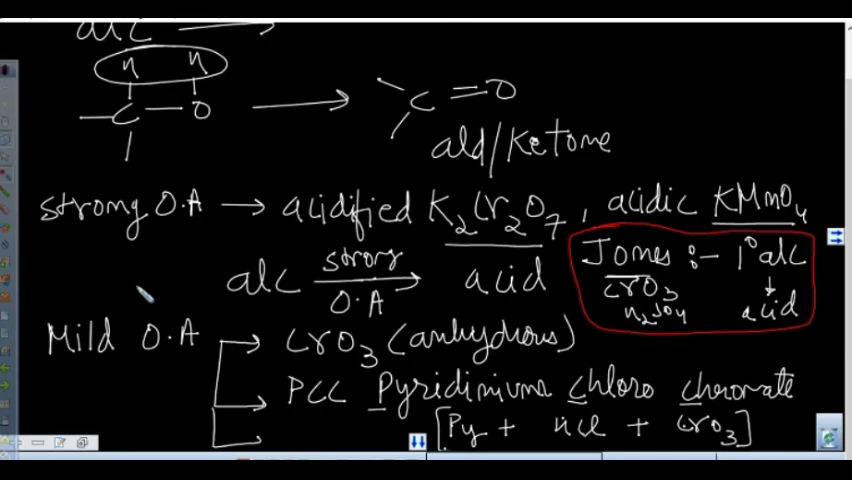 alc →
H H
— C — O → C = O
ald/Ketone
strong O.A → acidified K2Cr2O7, acidic KMnO4
alc strong O.A → acid
Jones :- 1° alc
CrO3 ↓
H2SO4 acid
Mild O.A → CrO3 (anhydrous)
→ PCC Pyridinium chloro chromate
→ [Py + HCl + CrO3]